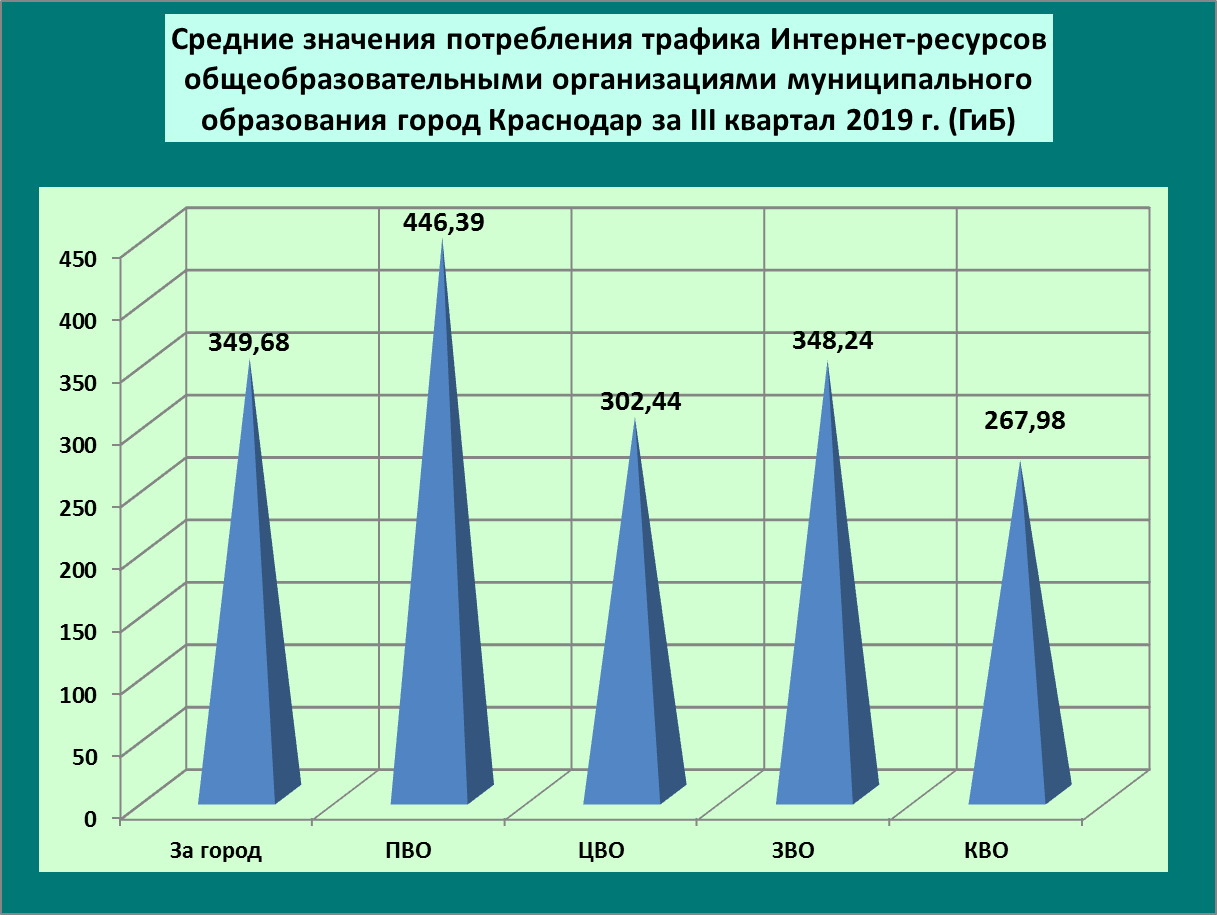 Средние значения потребления трафика Интернет-ресурсов
общеобразовательными организациями муниципального
образования город Краснодар за III квартал 2019 г. (ГиБ)
446,39
450
400
349,68
348,24
350
302,44
267,98
300
250
200
150
100
50
0
За город
ПВО
ЦВО
ЗВО
КВО